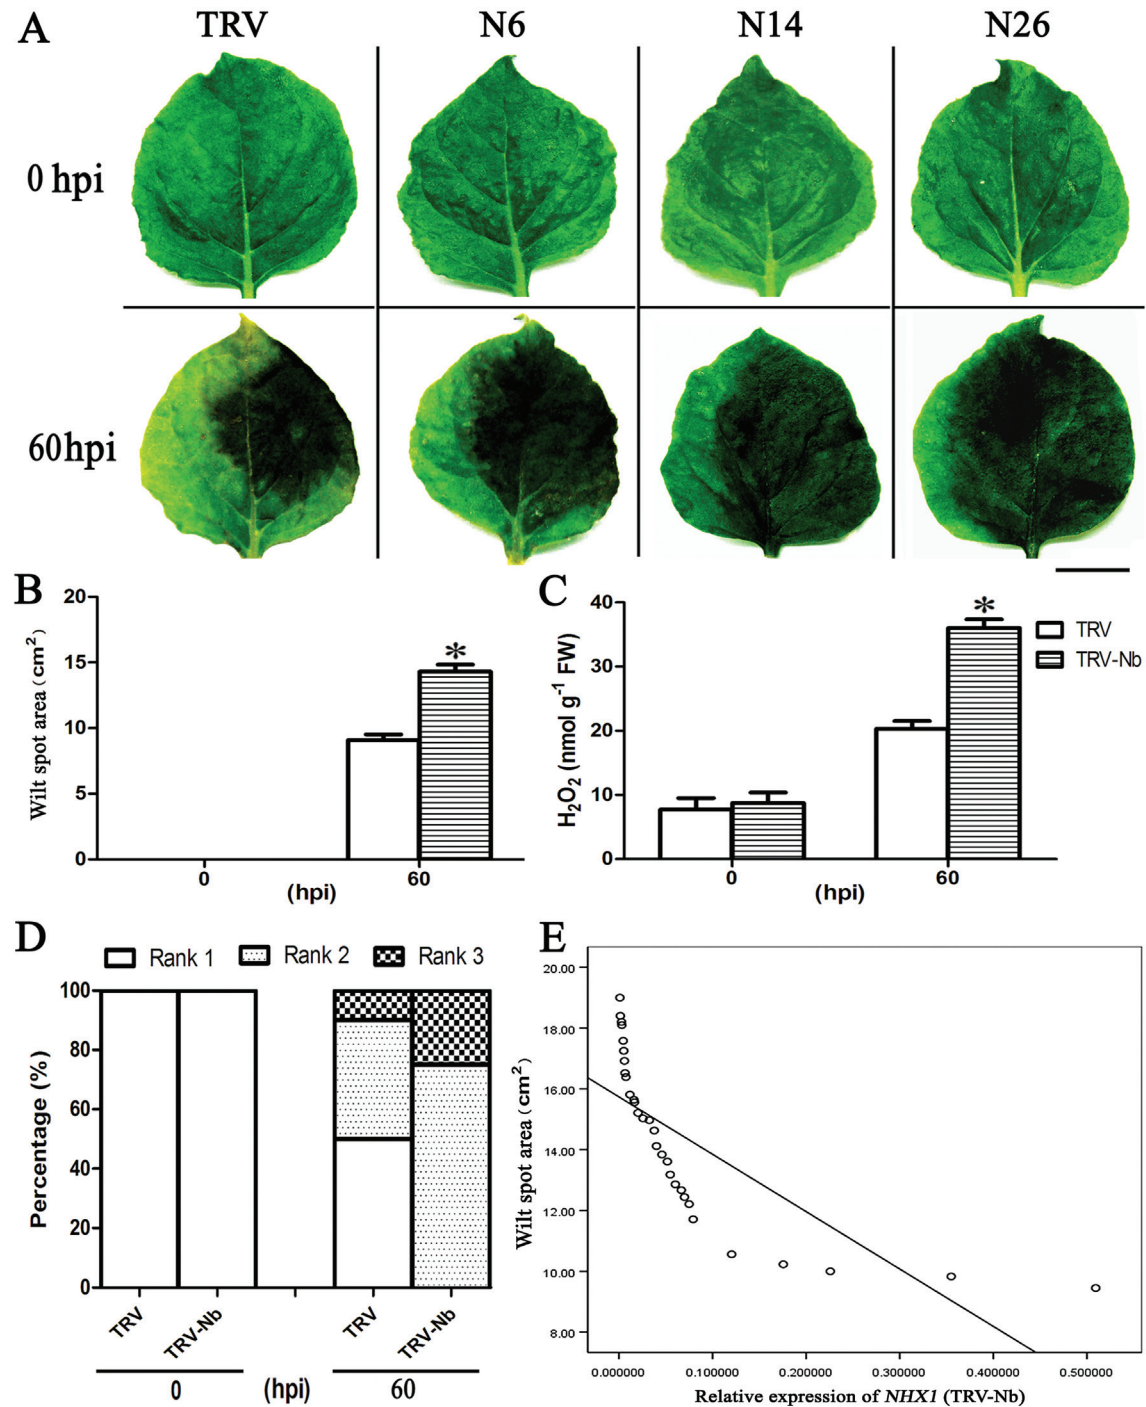 A
TRV
N6
N14
N26
0 hpi
60hpi
B
Wilt spot area (cm²)
20
15
10
5
0
*
0
60
(hpi)
C
H₂O₂ (nmol g⁻¹ FW)
40
30
20
10
0
*
TRV
TRV-Nb
0
60
(hpi)
D
Rank 1
Rank 2
Rank 3
Percentage (%)
100
80
60
40
20
0
TRV
TRV-Nb
TRV
TRV-Nb
0
(hpi)
60
E
Wilt spot area (cm²)
20.00
18.00
16.00
14.00
12.00
10.00
8.00
0.000000
0.100000
0.200000
0.300000
0.400000
0.500000
Relative expression of NHX1 (TRV-Nb)